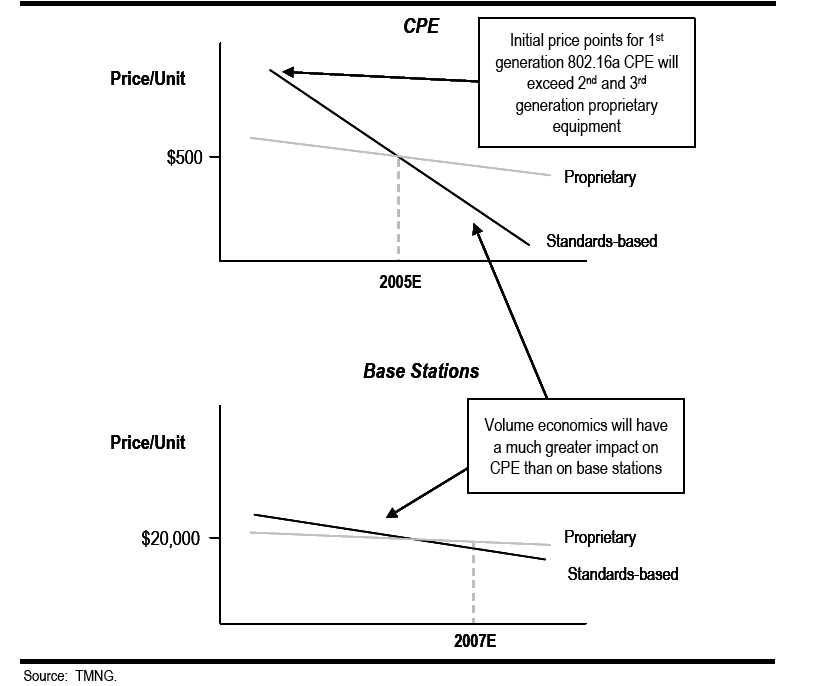 CPE
Initial price points for 1st
generation 802.16a CPE will
exceed 2nd and 3rd
generation proprietary
equipment
Price/Unit
$500
Proprietary
Standards-based
2005E
Base Stations
Volume economics will have
a much greater impact on
CPE than on base stations
Price/Unit
$20,000
Proprietary
Standards-based
2007E
Source: TMNG.